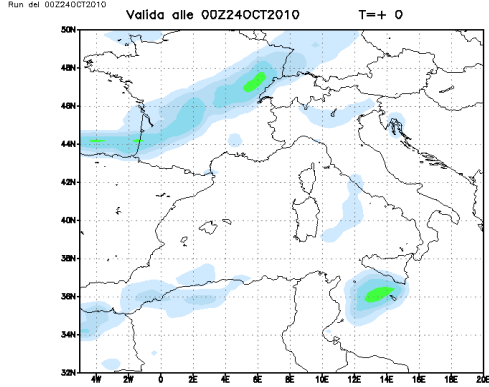 Run del 00Z24OCT2010
Valida alle 00Z24OCT2010 T=+ 0
50N
48N
46N
44N
42N
40N
38N
36N
34N
32N
4W 2W 0 2E 4E 6E 8E 10E 12E 14E 16E 18E 20E